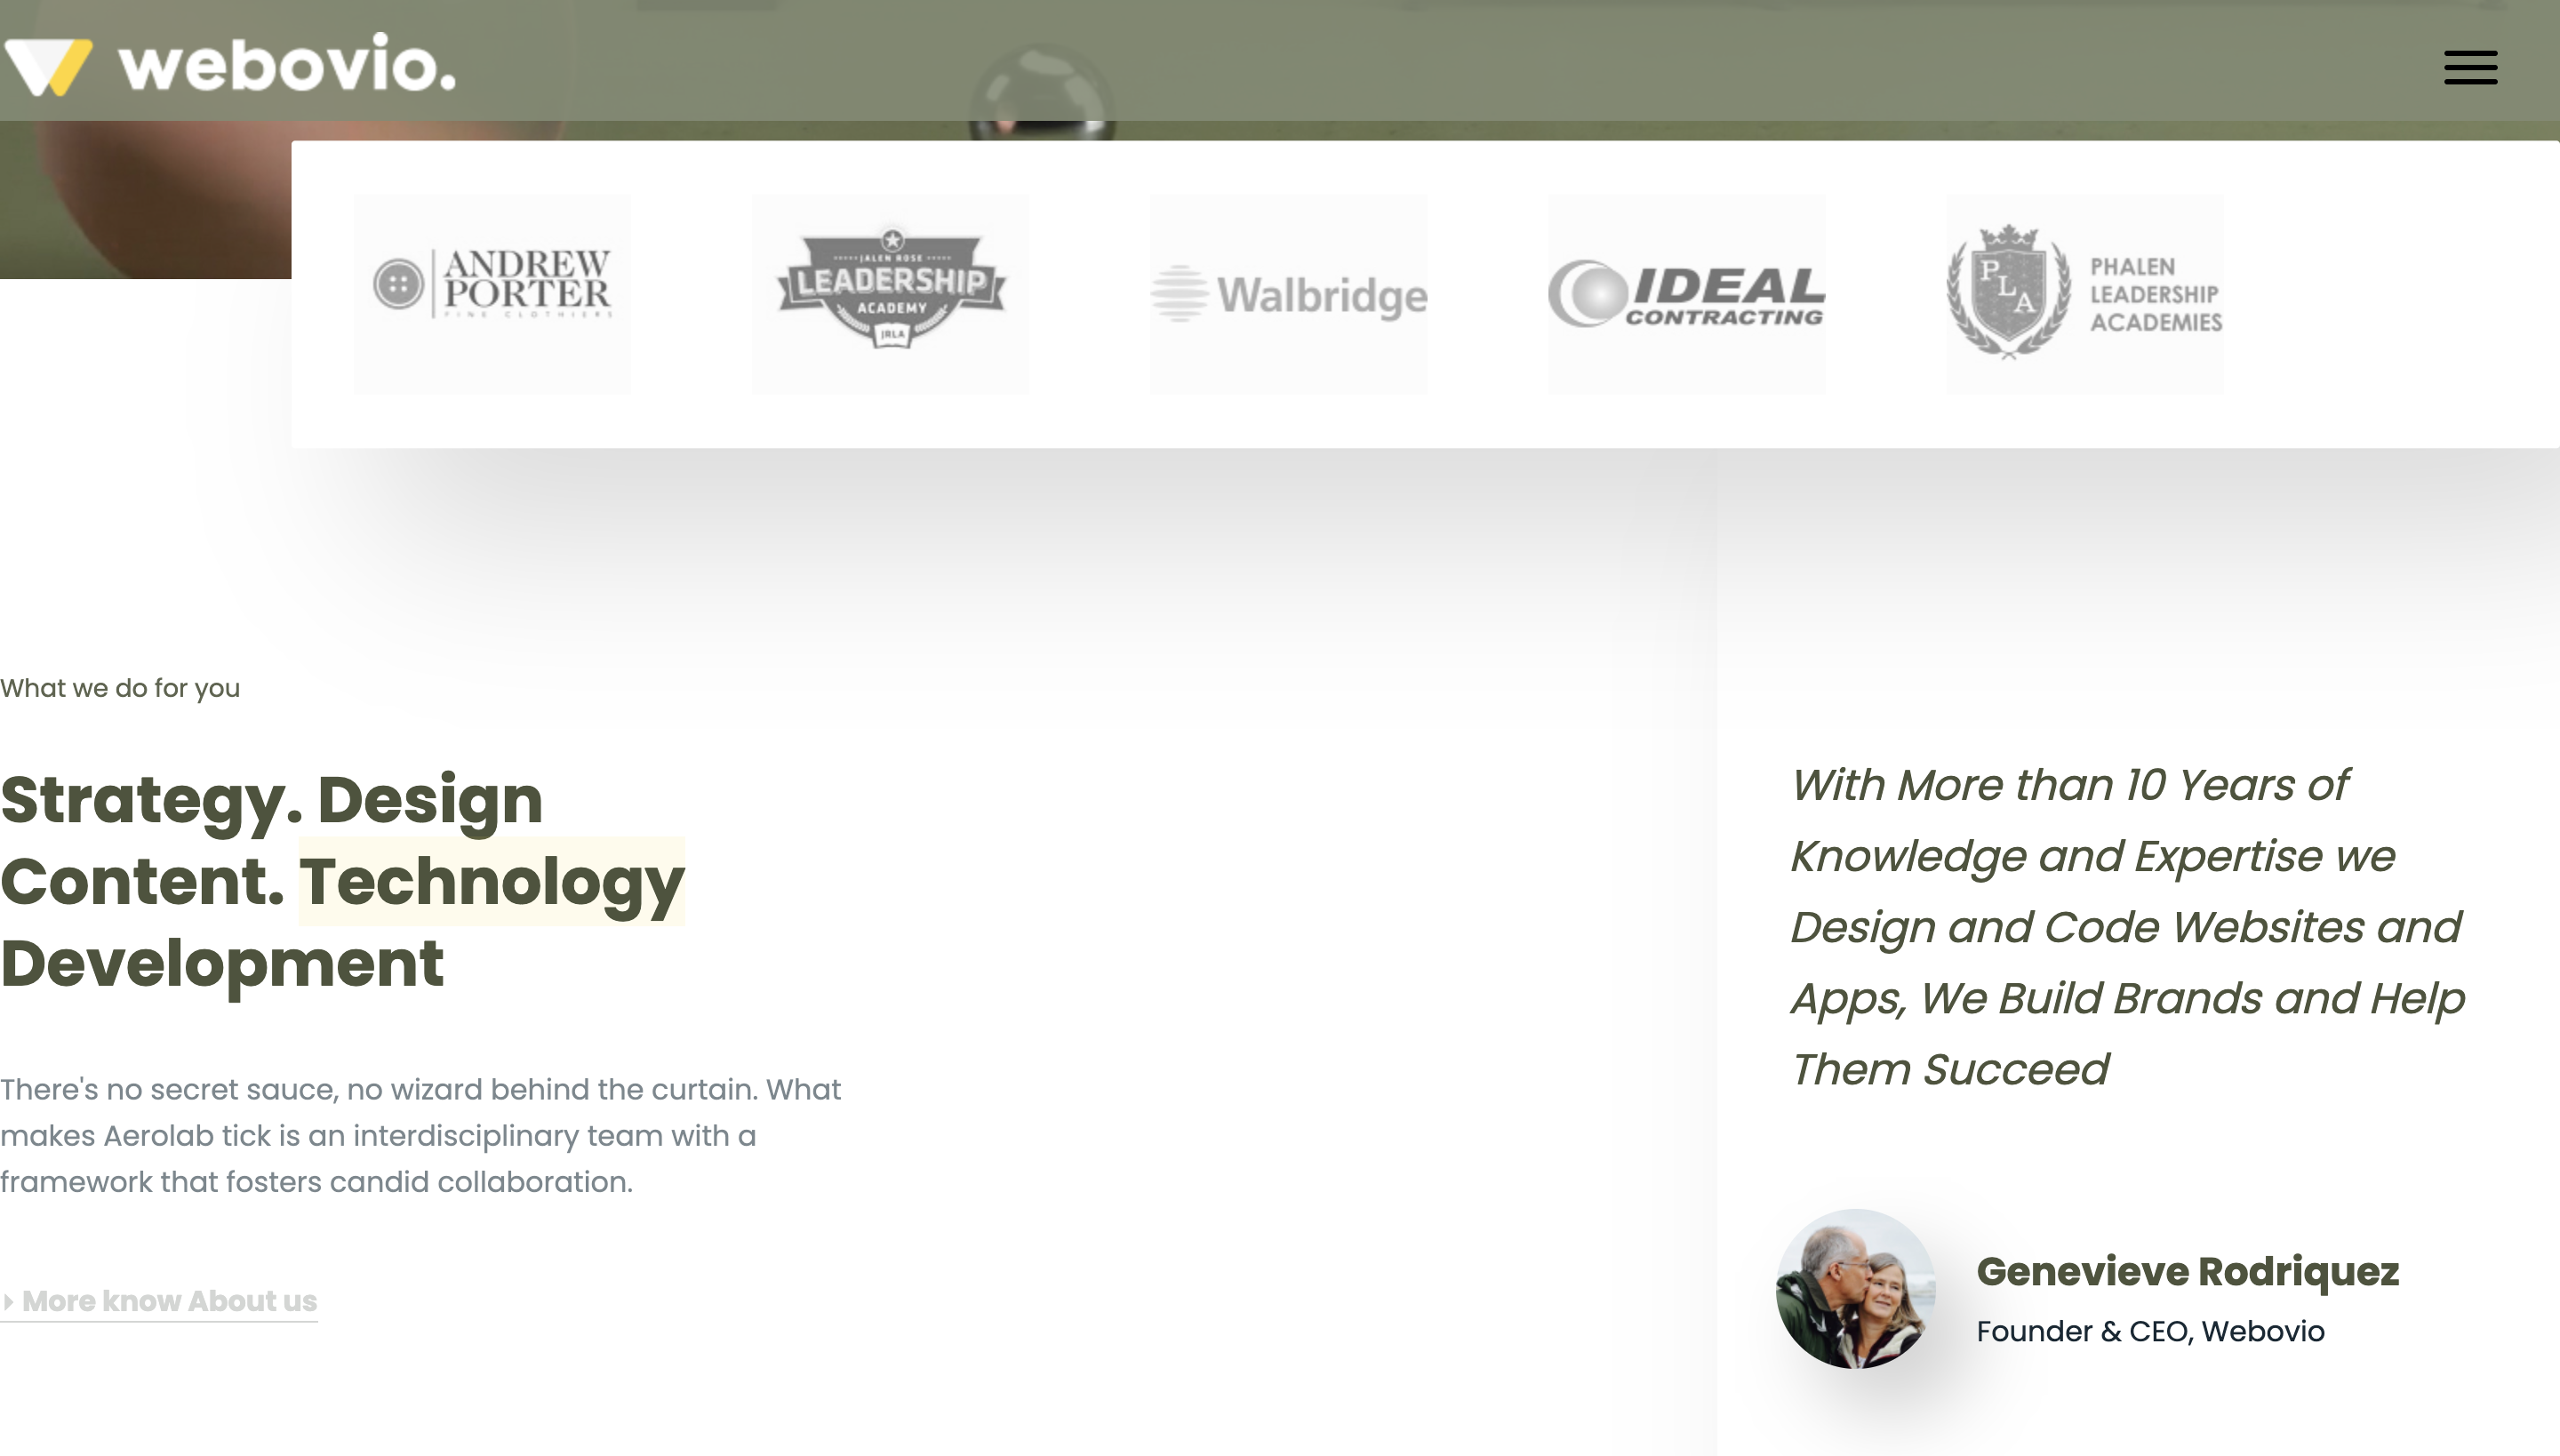 webovio.
ANDREW
PORTER
FINE CLOTHIERS
JALEN ROSE
LEADERSHIP
ACADEMY
JRLA
Walbridge
IDEAL
CONTRACTING
PLA
PHALEN
LEADERSHIP
ACADEMIES
What we do for you
Strategy. Design
Content. Technology
Development
There's no secret sauce, no wizard behind the curtain. What
makes Aerolab tick is an interdisciplinary team with a
framework that fosters candid collaboration.
More know About us
With More than 10 Years of
Knowledge and Expertise we
Design and Code Websites and
Apps, We Build Brands and Help
Them Succeed
Genevieve Rodriquez
Founder & CEO, Webovio